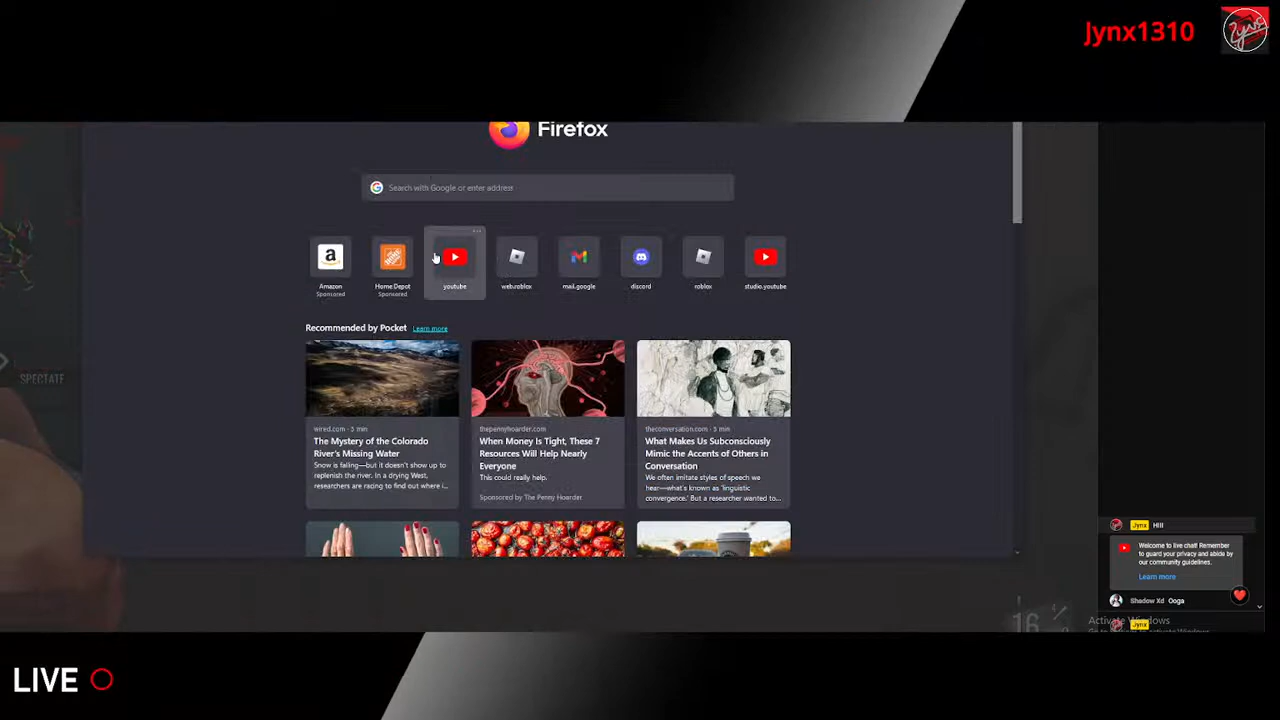 Jynx1310
Firefox
Search with Google or enter address
Amazon
Sponsored
Home Depot
Sponsored
youtube
web.roblox
mail.google
discord
roblox
studio.youtube
Recommended by Pocket Learn more
SPECTATE
wired.com · 3 min
The Mystery of the Colorado
River's Missing Water
Snow is falling—but it doesn't show up to
replenish the river. In a drying West,
researchers are racing to find out where i...
thepennyhoarder.com
When Money Is Tight, These 7
Resources Will Help Nearly
Everyone
This could really help.
Sponsored by The Penny Hoarder
theconversation.com · 5 min
What Makes Us Subconsciously
Mimic the Accents of Others in
Conversation
We often imitate styles of speech we
hear—what's known as 'linguistic
convergence.' But a researcher wanted to...
Jynx HIII
Welcome to live chat! Remember
to guard your privacy and abide by
our community guidelines.
Learn more
Shadow Xd Ooga
Jynx
Activate Windows
16
LIVE